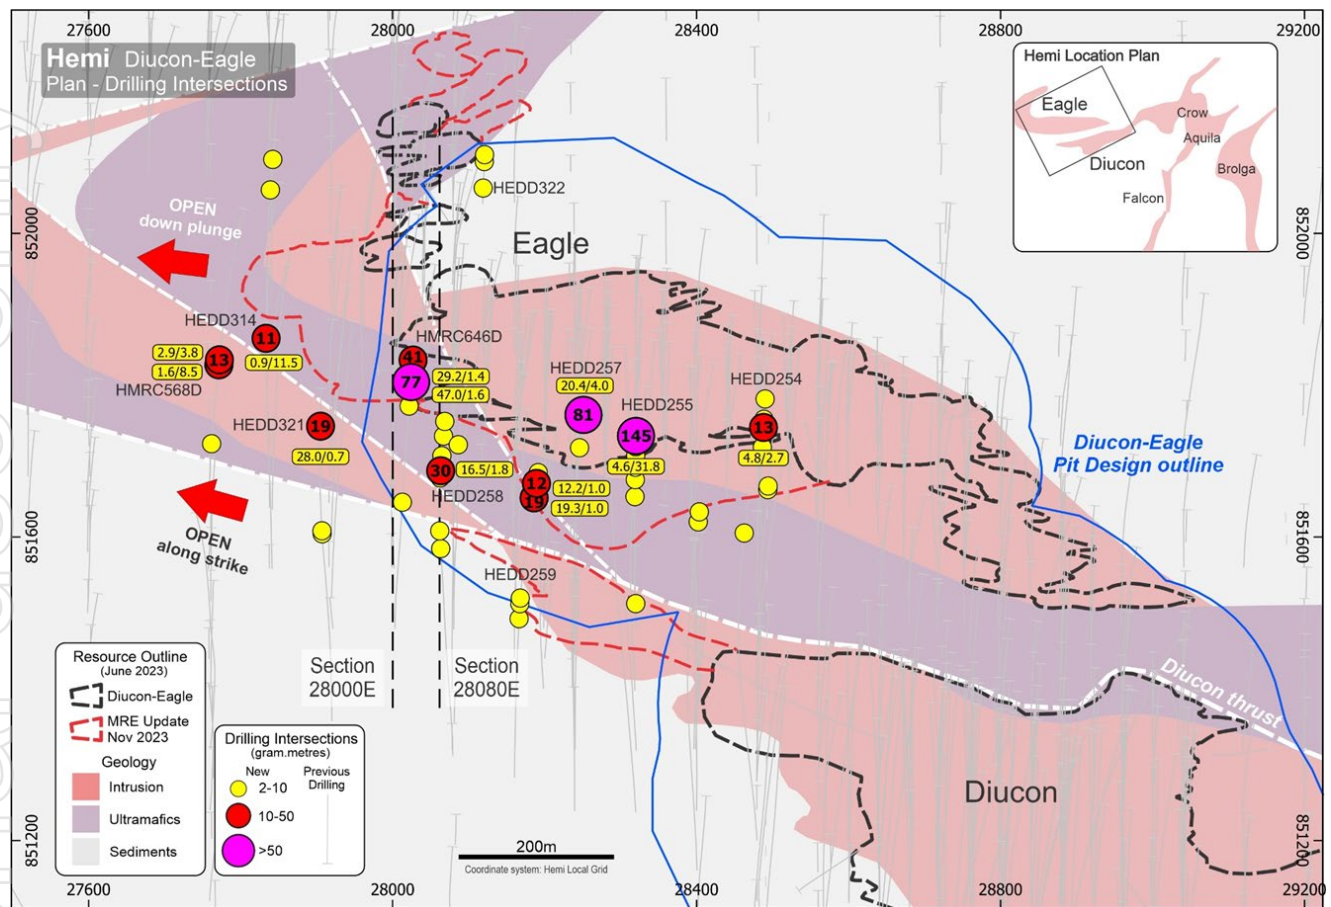 27600
28000
28400
28800
29200
Hemi Diucon-Eagle
Plan - Drilling Intersections
Hemi Location Plan
Eagle
Crow
Aquila
Diucon
Brolga
Falcon
852000
852000
HEDD322
OPEN
down plunge
Eagle
HEDD314
11
HMRC646D
41
2.9/3.8
13
0.9/11.5
1.6/8.5
HMRC568D
77
29.2/1.4
47.0/1.6
HEDD257
20.4/4.0
81
HEDD255
145
4.6/31.8
HEDD254
13
4.8/2.7
HEDD321
19
28.0/0.7
30
16.5/1.8
HEDD258
12
12.2/1.0
19
19.3/1.0
Diucon-Eagle
Pit Design outline
851600
851600
OPEN
along strike
HEDD259
Section
28000E
Section
28080E
Diucon thrust
Diucon
Resource Outline
(June 2023)
Diucon-Eagle
MRE Update
Nov 2023
Geology
Intrusion
Ultramafics
Sediments
Drilling Intersections
(gram.metres)
New
Previous
Drilling
2-10
10-50
>50
200m
Coordinate system: Hemi Local Grid
851200
851200
27600
28000
28400
28800
29200